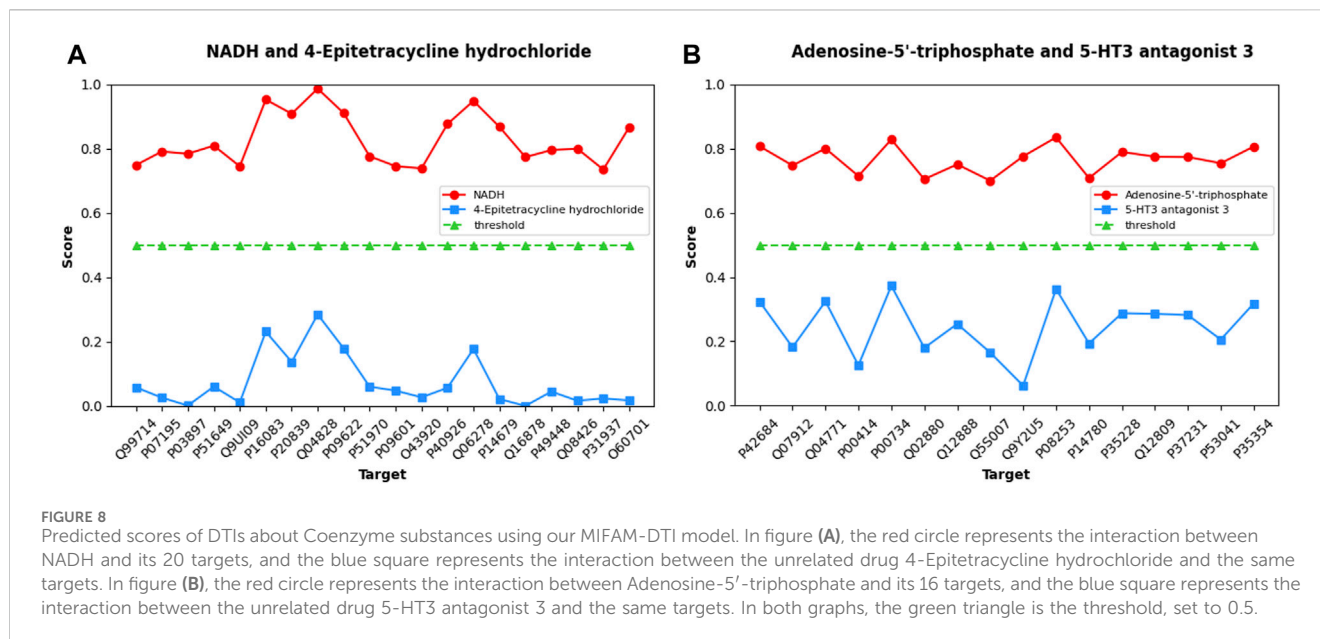 A
NADH and 4-Epitetracycline hydrochloride
1.0
0.8
0.6
0.4
0.2
0.0
Score
NADH
4-Epitetracycline hydrochloride
threshold
Q99714
P07195
P03897
P51649
Q9UI09
P16083
P20839
Q04828
P09622
P51970
P09601
O43920
P40926
Q06278
P14679
Q16878
P49448
Q08426
P31937
O60701
Target
B
Adenosine-5'-triphosphate and 5-HT3 antagonist 3
1.0
0.8
0.6
0.4
0.2
0.0
Score
Adenosine-5'-triphosphate
5-HT3 antagonist 3
threshold
P42684
Q07912
Q04771
P00414
P00734
Q02880
Q12888
Q55007
Q9Y2U5
P08253
P14780
P35228
Q12809
P37231
P53041
P35354
Target
FIGURE 8
Predicted scores of DTIs about Coenzyme substances using our MIFAM-DTI model. In figure (A), the red circle represents the interaction between
NADH and its 20 targets, and the blue square represents the interaction between the unrelated drug 4-Epitetracycline hydrochloride and the same
targets. In figure (B), the red circle represents the interaction between Adenosine-5′-triphosphate and its 16 targets, and the blue square represents the
interaction between the unrelated drug 5-HT3 antagonist 3 and the same targets. In both graphs, the green triangle is the threshold, set to 0.5.